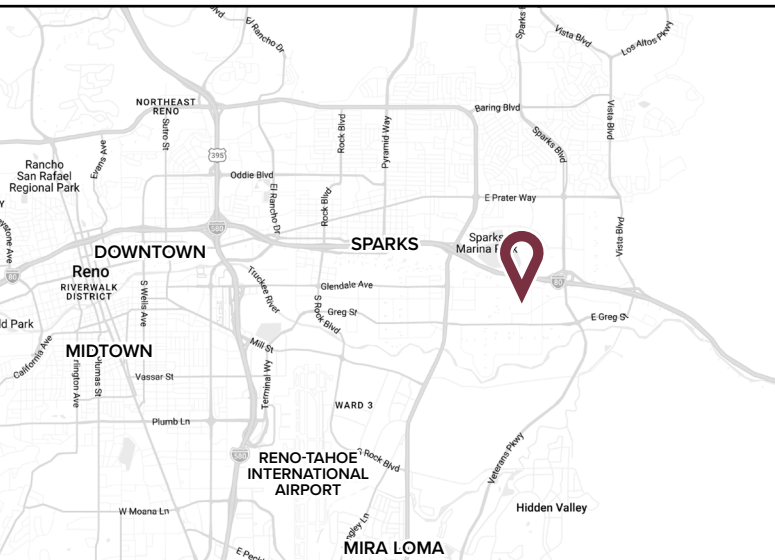 El Rancho Dr
Sparks
Vista Blvd
Los Altos Pkwy
NORTHEAST
RENO
Sutro St
Evans Ave
Rock Blvd
Pyramid Way
Baring Blvd
Sparks Blvd
Vista Blvd
395
Rancho
San Rafael
Regional Park
Oddie Blvd
El Rancho Dr
Rock Blvd
E Prater Way
580
DOWNTOWN
Reno
RIVERWALK
DISTRICT
SPARKS
Sparks
Marina
Vista Blvd
80
80
S Wells Ave
Truckee River
Glendale Ave
S Rock Blvd
Greg St
E Greg St
Mill St
MIDTOWN
California Ave
Vassar St
Terminal Wy
WARD 3
Plumb Ln
580
RENO-TAHOE
INTERNATIONAL
AIRPORT
Rock Blvd
Veterans Pkwy
W Moana Ln
Hidden Valley
MIRA LOMA